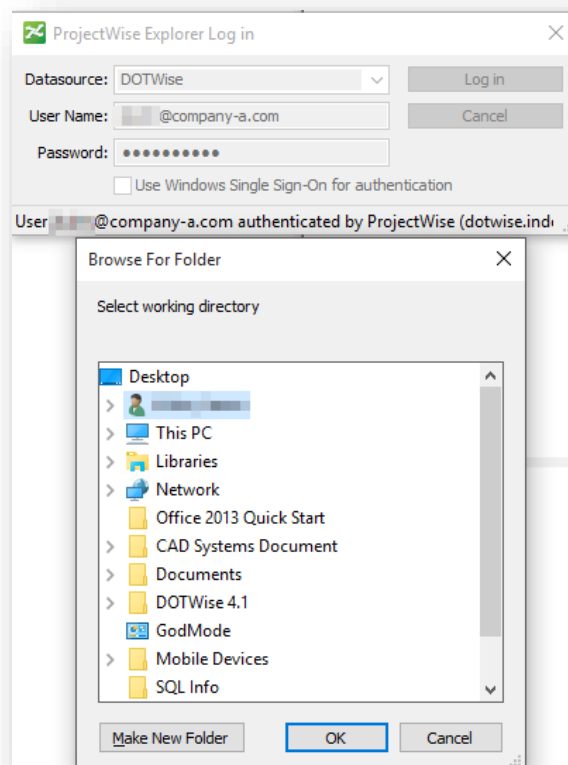 ProjectWise Explorer Log in
Datasource: DOTWise Log in
User Name: @company-a.com Cancel
Password: ●●●●●●●●●●
Use Windows Single Sign-On for authentication
User @company-a.com authenticated by ProjectWise (dotwise.inde
Browse For Folder
Select working directory
Desktop
This PC
Libraries
Network
Office 2013 Quick Start
CAD Systems Document
Documents
DOTWise 4.1
GodMode
Mobile Devices
SQL Info
Make New Folder OK Cancel